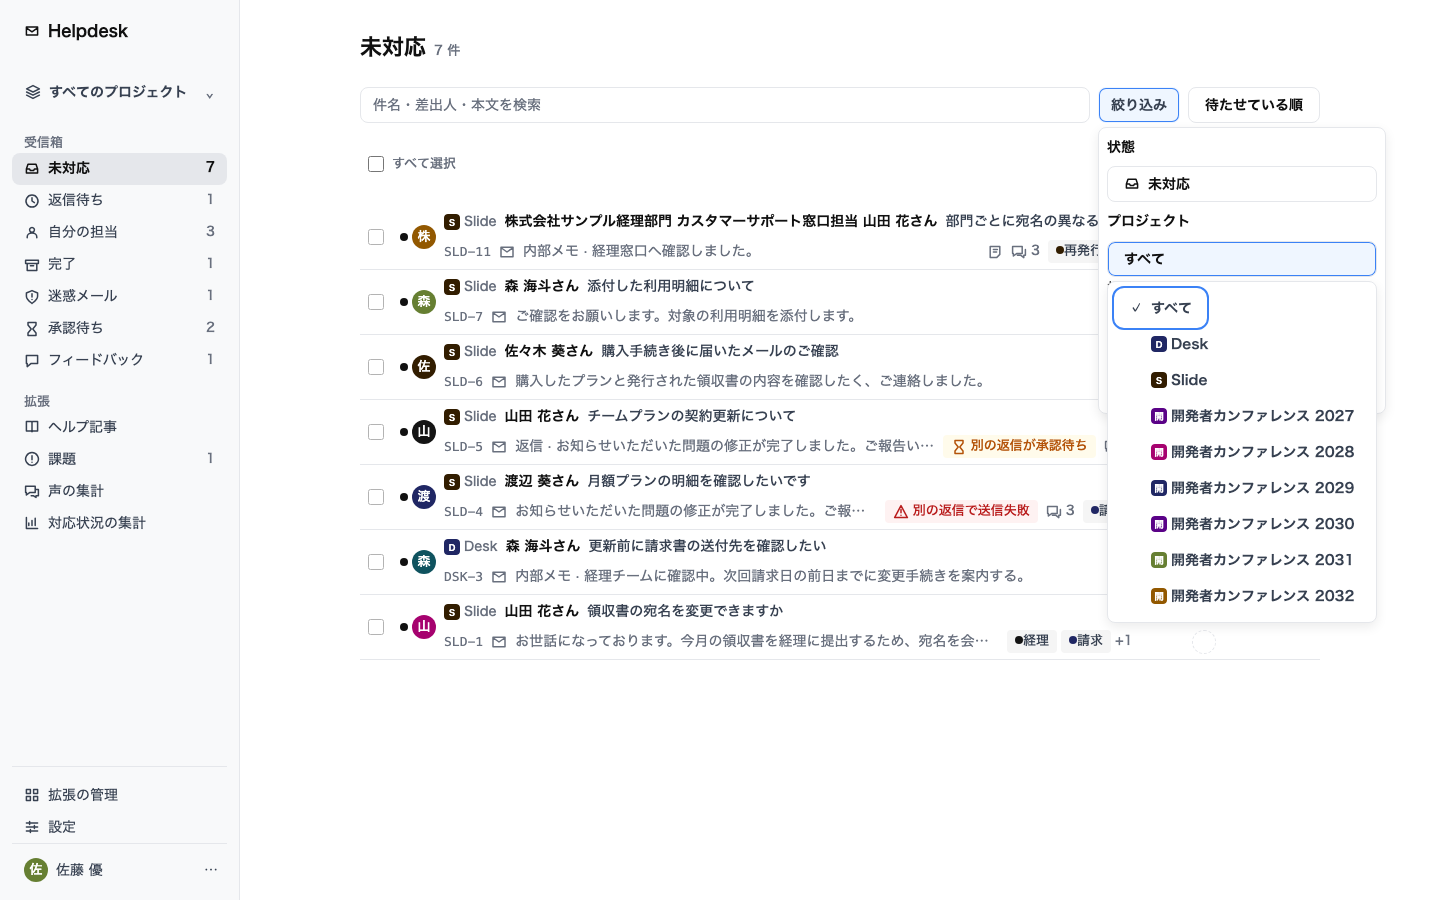 Helpdesk
すべてのプロジェクト
受信箱
未対応 7
返信待ち 1
自分の担当 3
完了 1
迷惑メール 1
承認待ち 2
フィードバック 1
拡張
ヘルプ記事
課題 1
声の集計
対応状況の集計
拡張の管理
設定
佐 佐藤 優 …
未対応 7 件
件名・差出人・本文を検索
絞り込み
待たせている順
すべて選択
株 S Slide 株式会社サンプル経理部門 カスタマーサポート窓口担当 山田 花さん 部門ごとに宛名の異なる
SLD-11 内部メモ · 経理窓口へ確認しました。 3 再発行
森 S Slide 森 海斗さん 添付した利用明細について
SLD-7 ご確認をお願いします。対象の利用明細を添付します。
佐 S Slide 佐々木 葵さん 購入手続き後に届いたメールのご確認
SLD-6 購入したプランと発行された領収書の内容を確認したく、ご連絡しました。
山 S Slide 山田 花さん チームプランの契約更新について
SLD-5 返信 · お知らせいただいた問題の修正が完了しました。ご報告い… 別の返信が承認待ち
渡 S Slide 渡辺 葵さん 月額プランの明細を確認したいです
SLD-4 お知らせいただいた問題の修正が完了しました。ご報… 別の返信で送信失敗 3
森 D Desk 森 海斗さん 更新前に請求書の送付先を確認したい
DSK-3 内部メモ · 経理チームに確認中。次回請求日の前日までに変更手続きを案内する。
山 S Slide 山田 花さん 領収書の宛名を変更できますか
SLD-1 お世話になっております。今月の領収書を経理に提出するため、宛名を会… 経理 請求 +1
状態
未対応
プロジェクト
すべて
✓ すべて
D Desk
S Slide
開 開発者カンファレンス 2027
開 開発者カンファレンス 2028
開 開発者カンファレンス 2029
開 開発者カンファレンス 2030
開 開発者カンファレンス 2031
開 開発者カンファレンス 2032